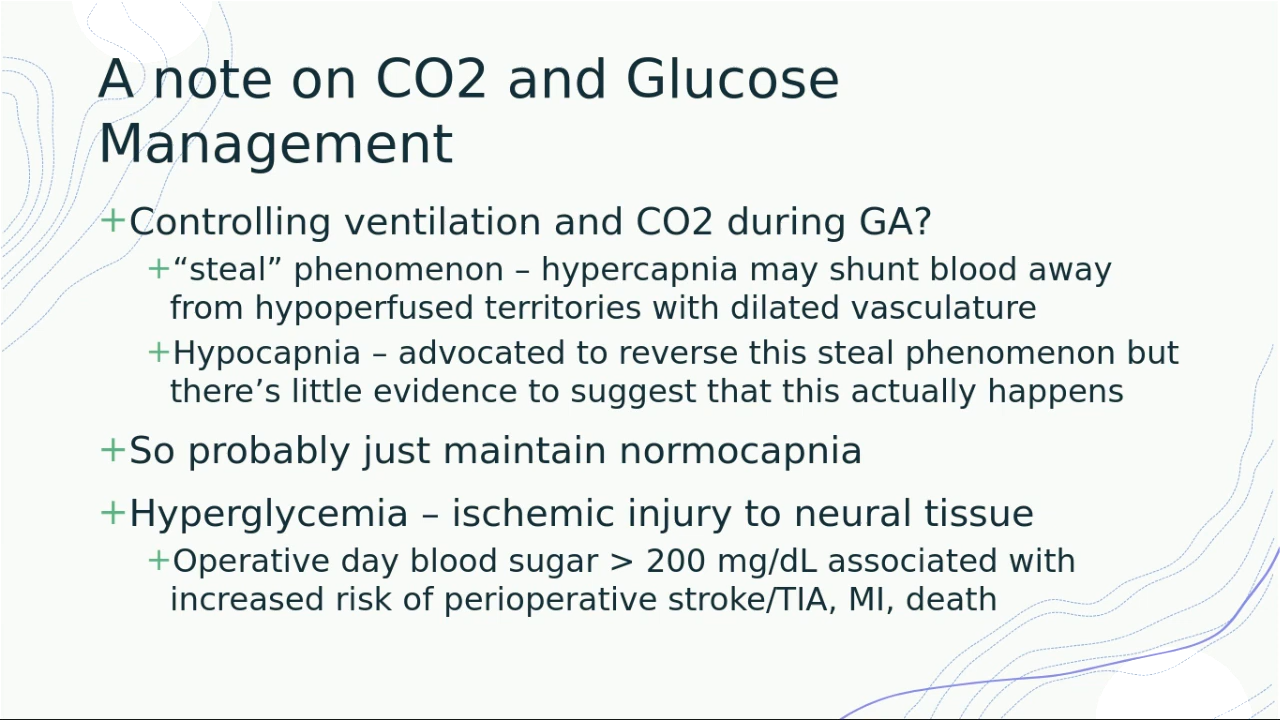 A note on CO2 and Glucose
Management
+Controlling ventilation and CO2 during GA?
+“steal” phenomenon – hypercapnia may shunt blood away
from hypoperfused territories with dilated vasculature
+Hypocapnia – advocated to reverse this steal phenomenon but
there’s little evidence to suggest that this actually happens
+So probably just maintain normocapnia
+Hyperglycemia – ischemic injury to neural tissue
+Operative day blood sugar > 200 mg/dL associated with
increased risk of perioperative stroke/TIA, MI, death